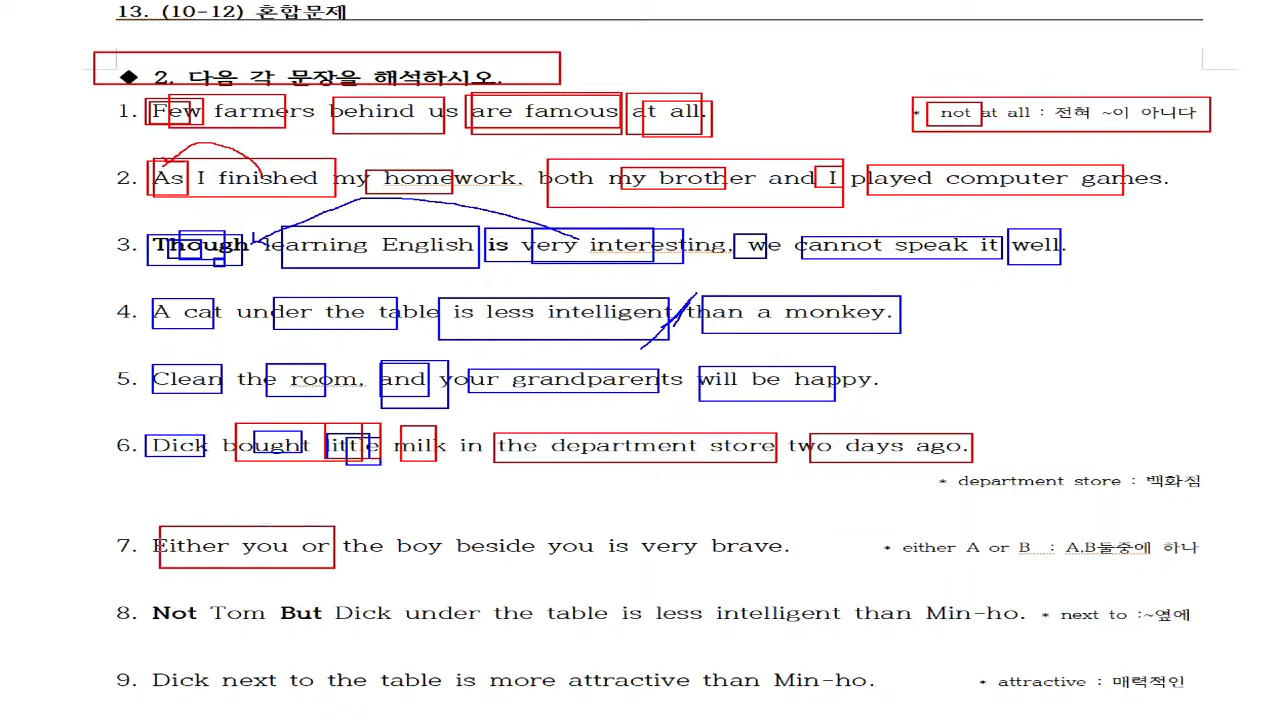 13. (10-12) 혼합문제
◆ 2. 다음 각 문장을 해석하시오.
1. Few farmers behind us are famous at all. * not at all : 전혀 ~이 아니다
2. As I finished my homework, both my brother and I played computer games.
3. Though learning English is very interesting, we cannot speak it well.
4. A cat under the table is less intelligent than a monkey.
5. Clean the room, and your grandparents will be happy.
6. Dick bought little milk in the department store two days ago.
* department store : 백화점
7. Either you or the boy beside you is very brave. * either A or B : A,B둘중에 하나
8. Not Tom But Dick under the table is less intelligent than Min-ho. * next to :~옆에
9. Dick next to the table is more attractive than Min-ho. * attractive : 매력적인